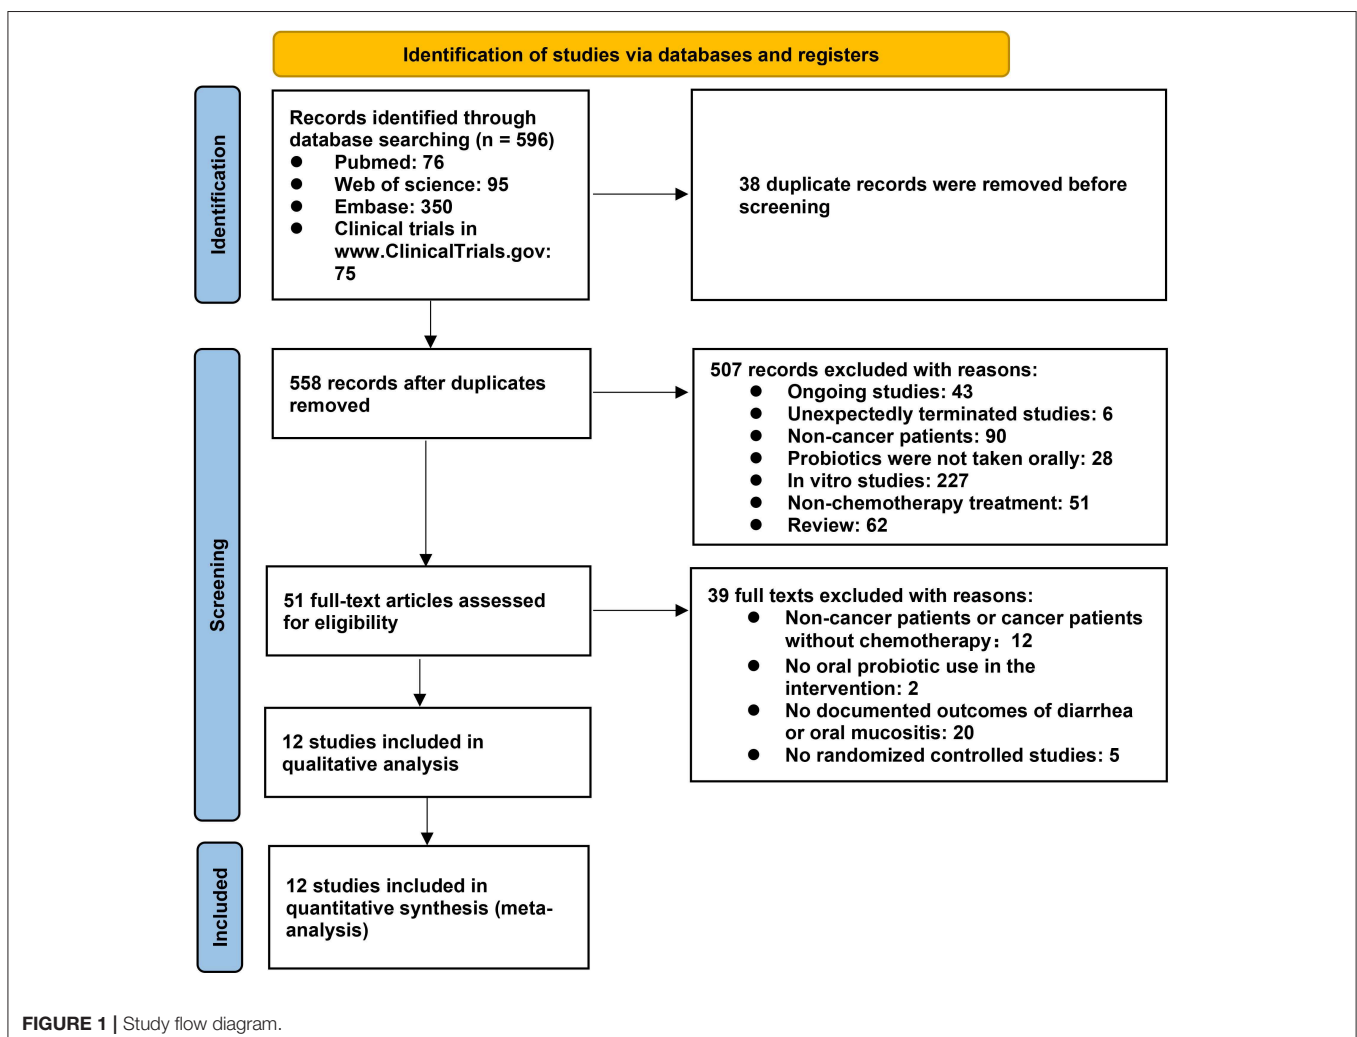 Identification of studies via databases and registers
Identification
Records identified through
database searching (n = 596)
● Pubmed: 76
● Web of science: 95
● Embase: 350
● Clinical trials in
www.ClinicalTrials.gov:
75
38 duplicate records were removed before
screening
Screening
558 records after duplicates
removed
507 records excluded with reasons:
● Ongoing studies: 43
● Unexpectedly terminated studies: 6
● Non-cancer patients: 90
● Probiotics were not taken orally: 28
● In vitro studies: 227
● Non-chemotherapy treatment: 51
● Review: 62
51 full-text articles assessed
for eligibility
39 full texts excluded with reasons:
● Non-cancer patients or cancer patients
without chemotherapy：12
● No oral probiotic use in the
intervention: 2
● No documented outcomes of diarrhea
or oral mucositis: 20
● No randomized controlled studies: 5
12 studies included in
qualitative analysis
Included
12 studies included in
quantitative synthesis (meta-
analysis)
FIGURE 1 | Study flow diagram.